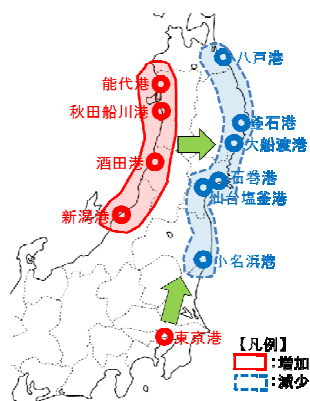 八戸港
能代港
秋田船川港
釜石港
大船渡港
酒田港
石巻港
仙台塩釜港
新潟港
小名浜港
東京港
【凡例】
:増加
:減少